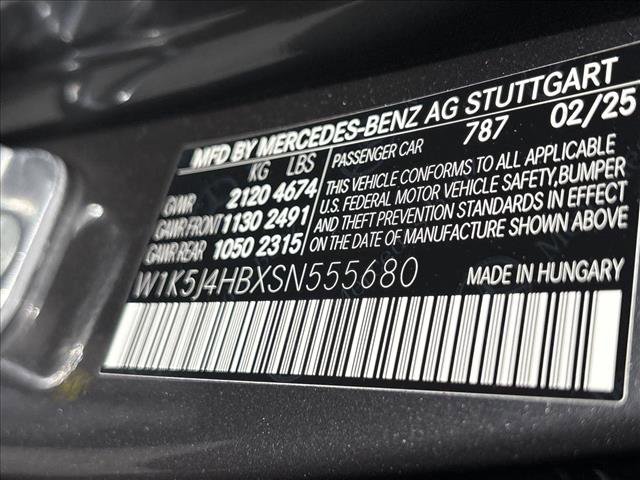 MFD BY MERCEDES-BENZ AG STUTTGART
KG LBS PASSENGER CAR 787 02/25
GVWR 2120 4674
GAWR FRONT 1130 2491
GAWR REAR 1050 2315
THIS VEHICLE CONFORMS TO ALL APPLICABLE
U.S. FEDERAL MOTOR VEHICLE SAFETY, BUMPER
AND THEFT PREVENTION STANDARDS IN EFFECT
ON DATE OF MANUFACTURE SHOWN ABOVE
W1K5J4HBXSN555680 MADE IN HUNGARY